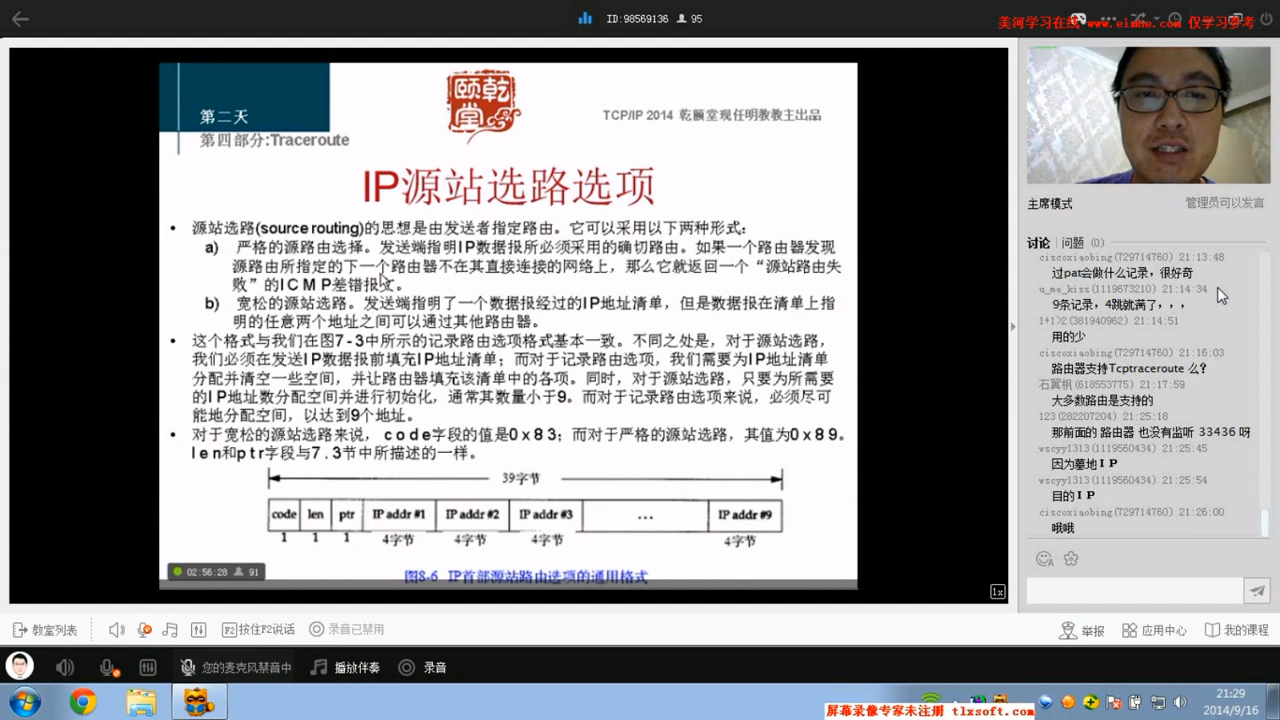 ID:98569136 95
美河学习在线 www.eimhe.com 仅学习参考
第二天
第四部分:Traceroute
颐乾堂
TCP/IP 2014 乾颐堂现任明教教主出品
IP源站选路选项
• 源站选路(source routing)的思想是由发送者指定路由。它可以采用以下两种形式:
a) 严格的源路由选择。发送端指明IP数据报所必须采用的确切路由。如果一个路由器发现
源路由所指定的下一个路由器不在其直接连接的网络上，那么它就返回一个“源站路由失
败”的ICMP差错报文。
b) 宽松的源站选路。发送端指明了一个数据报经过的IP地址清单，但是数据报在清单上指
明的任意两个地址之间可以通过其他路由器。
• 这个格式与我们在图7-3中所示的记录路由选项格式基本一致。不同之处是，对于源站选路，
我们必须在发送IP数据报前填充IP地址清单；而对于记录路由选项，我们需要为IP地址清单
分配并清空一些空间，并让路由器填充该清单中的各项。同时，对于源站选路，只要为所需要
的IP地址数分配空间并进行初始化，通常其数量小于9。而对于记录路由选项来说，必须尽可
能地分配空间，以达到9个地址。
• 对于宽松的源站选路来说，code字段的值是0x83；而对于严格的源站选路，其值为0x89。
len和ptr字段与7.3节中所描述的一样。
39字节
code len ptr IP addr #1 IP addr #2 IP addr #3 ... IP addr #9
1 1 1 4字节 4字节 4字节 4字节
图8-6 IP首部源站路由选项的通用格式
02:56:28 91
1x
主席模式 管理员可以发言
讨论 问题 (0)
ciscoxiaobing(729714760) 21:13:48
过pat会做什么记录，很好奇
u_me_kiss(1119673210) 21:14:34
9条记录，4跳就满了，，，
1+1>2(381940962) 21:14:51
用的少
ciscoxiaobing(729714760) 21:16:03
路由器支持Tcptraceroute 么?
石翼帆(618553775) 21:17:59
大多数路由是支持的
123(282207204) 21:25:18
那前面的 路由器 也没有监听 33436 呀
wscyy1313(1119560434) 21:25:45
因为墓地IP
wscyy1313(1119560434) 21:25:54
目的IP
ciscoxiaobing(729714760) 21:26:00
哦哦
教室列表 F2 按住F2说话 录音已禁用 举报 应用中心 我的课程
您的麦克风禁音中 播放伴奏 录音
21:29
2014/9/16
屏幕录像专家未注册 tlxsoft.com